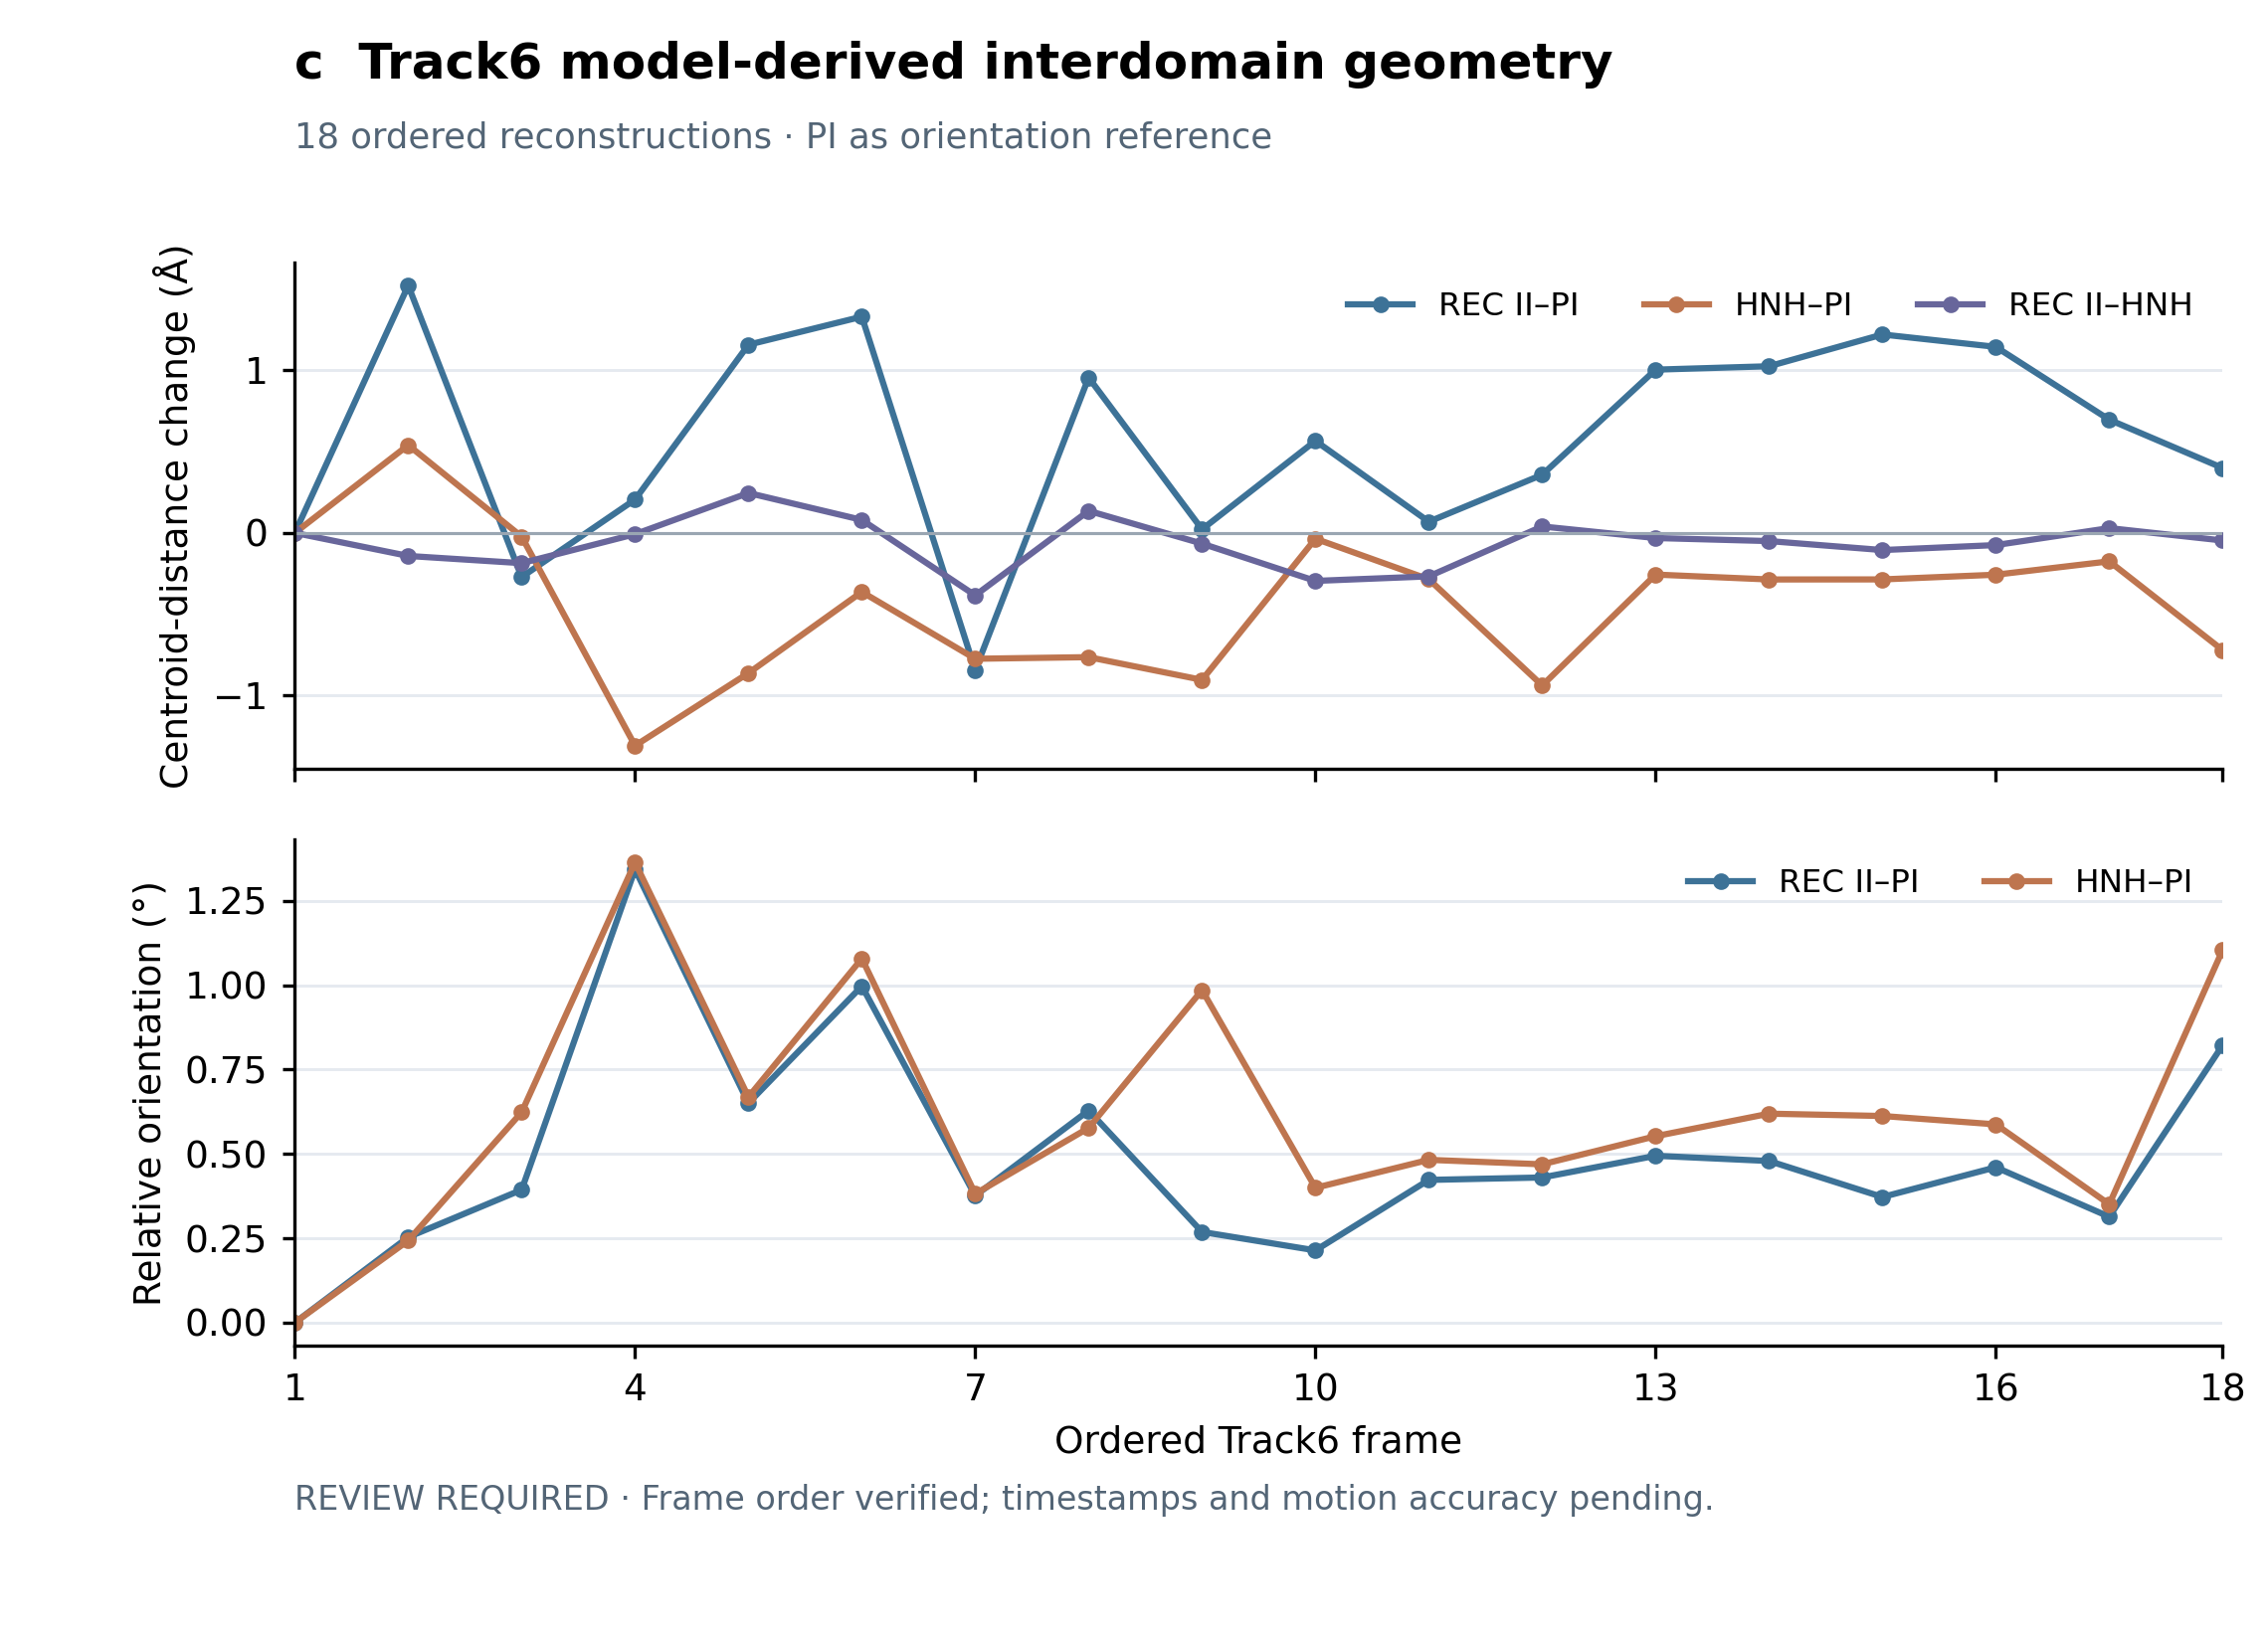 c Track6 model-derived interdomain geometry
18 ordered reconstructions · PI as orientation reference
Centroid-distance change (Å)
REC II–PI HNH–PI REC II–HNH
1
0
−1
Relative orientation (°)
REC II–PI HNH–PI
1.25
1.00
0.75
0.50
0.25
0.00
1 4 7 10 13 16 18
Ordered Track6 frame
REVIEW REQUIRED · Frame order verified; timestamps and motion accuracy pending.